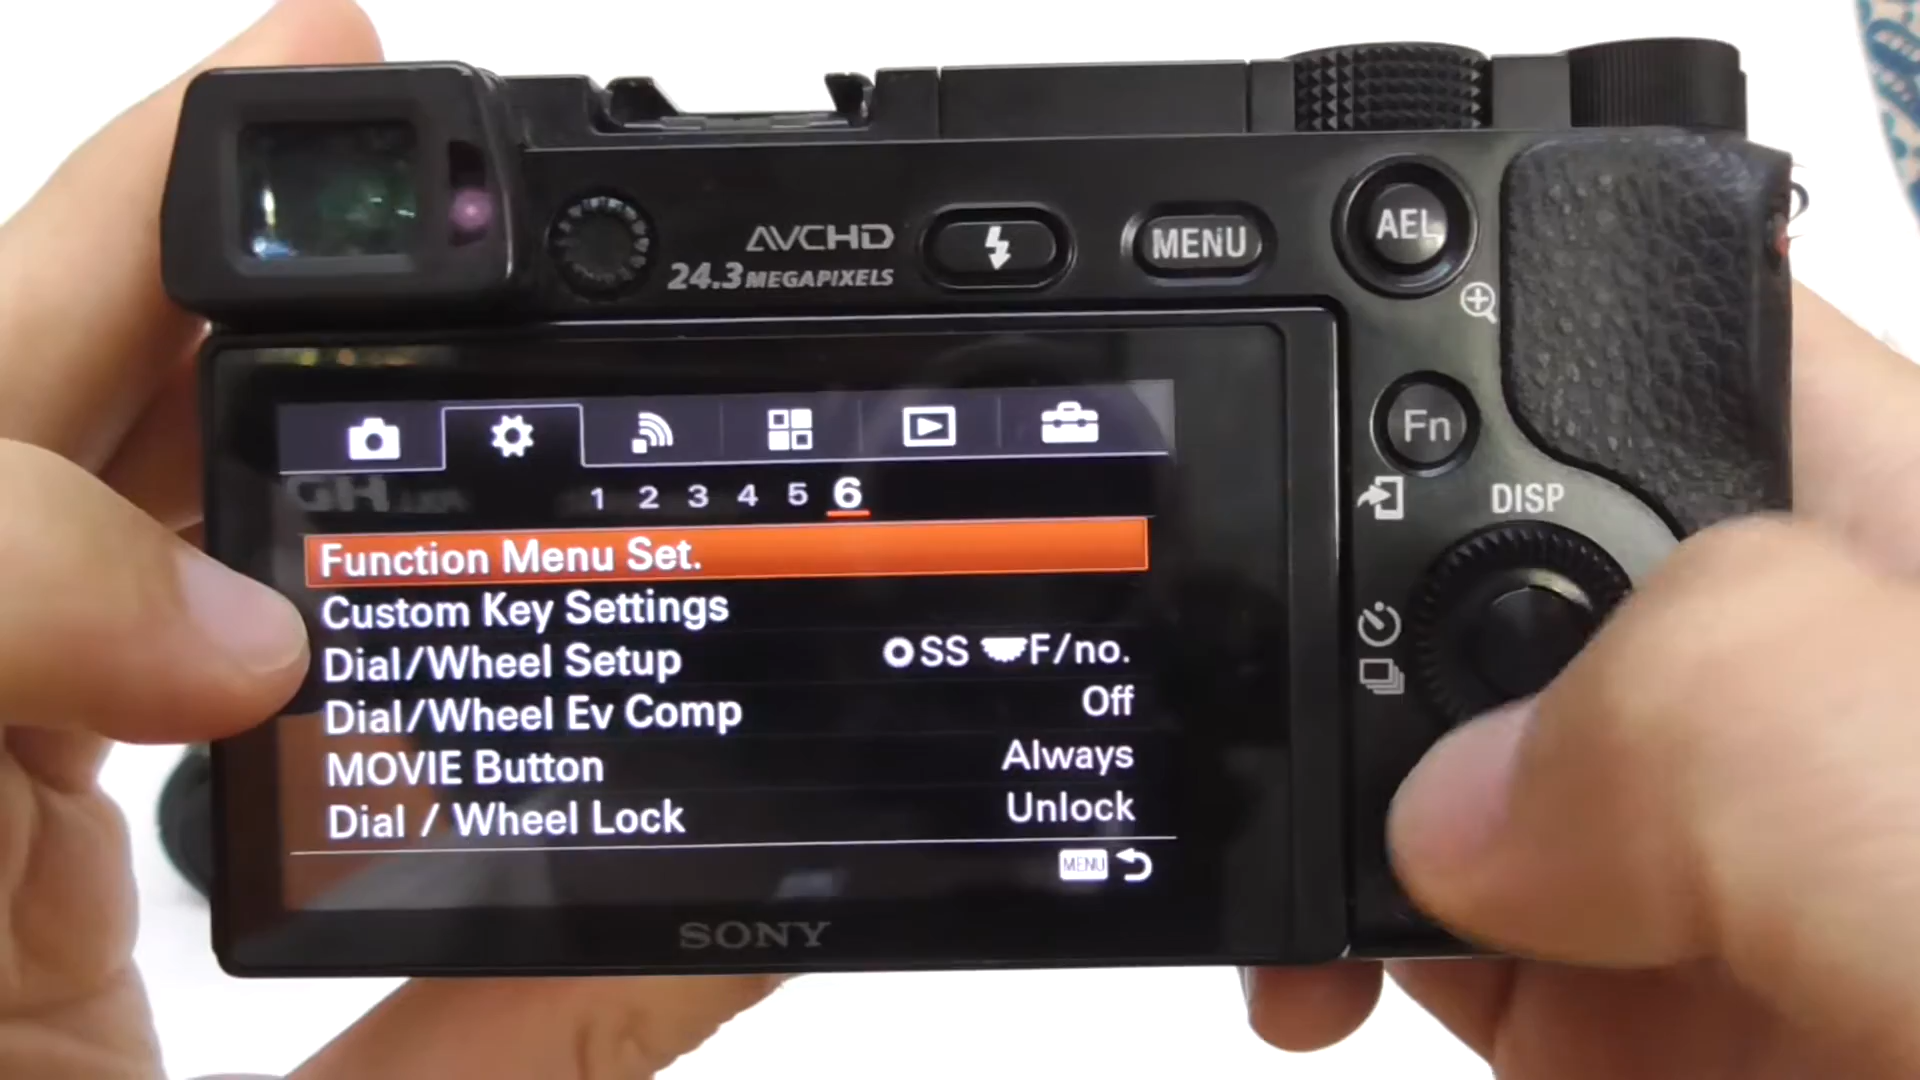 AVCHD
24.3 MEGAPIXELS
MENU
AEL
Fn
DISP
1 2 3 4 5 6
Function Menu Set.
Custom Key Settings
Dial/Wheel Setup SS F/no.
Dial/Wheel Ev Comp Off
MOVIE Button Always
Dial / Wheel Lock Unlock
MENU
SONY